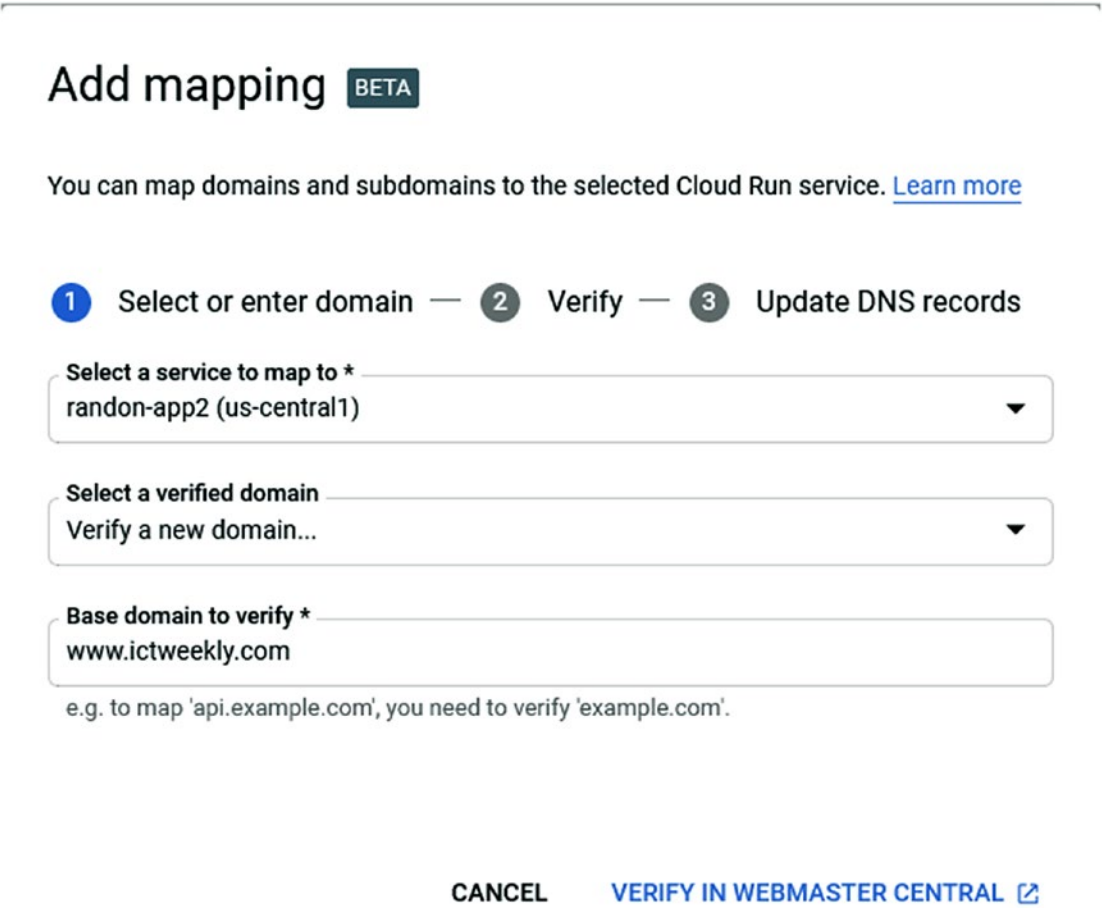 Add mapping BETA
You can map domains and subdomains to the selected Cloud Run service. Learn more
1 Select or enter domain — 2 Verify — 3 Update DNS records
Select a service to map to *
randon-app2 (us-central1)
Select a verified domain
Verify a new domain...
Base domain to verify *
www.ictweekly.com
e.g. to map 'api.example.com', you need to verify 'example.com'.
CANCEL VERIFY IN WEBMASTER CENTRAL